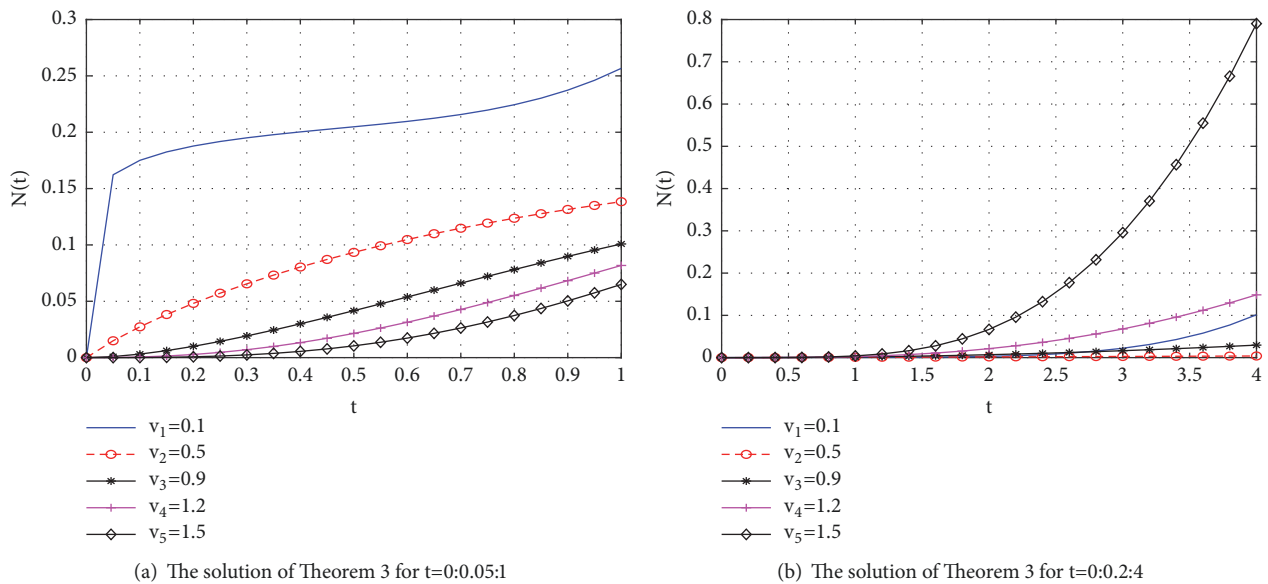 0.3
0.25
0.2
0.15
0.1
0.05
0
N(t)
0 0.1 0.2 0.3 0.4 0.5 0.6 0.7 0.8 0.9 1
t
v1=0.1
v2=0.5
v3=0.9
v4=1.2
v5=1.5
(a) The solution of Theorem 3 for t=0:0.05:1
0.8
0.7
0.6
0.5
0.4
0.3
0.2
0.1
0
N(t)
0 0.5 1 1.5 2 2.5 3 3.5 4
t
v1=0.1
v2=0.5
v3=0.9
v4=1.2
v5=1.5
(b) The solution of Theorem 3 for t=0:0.2:4